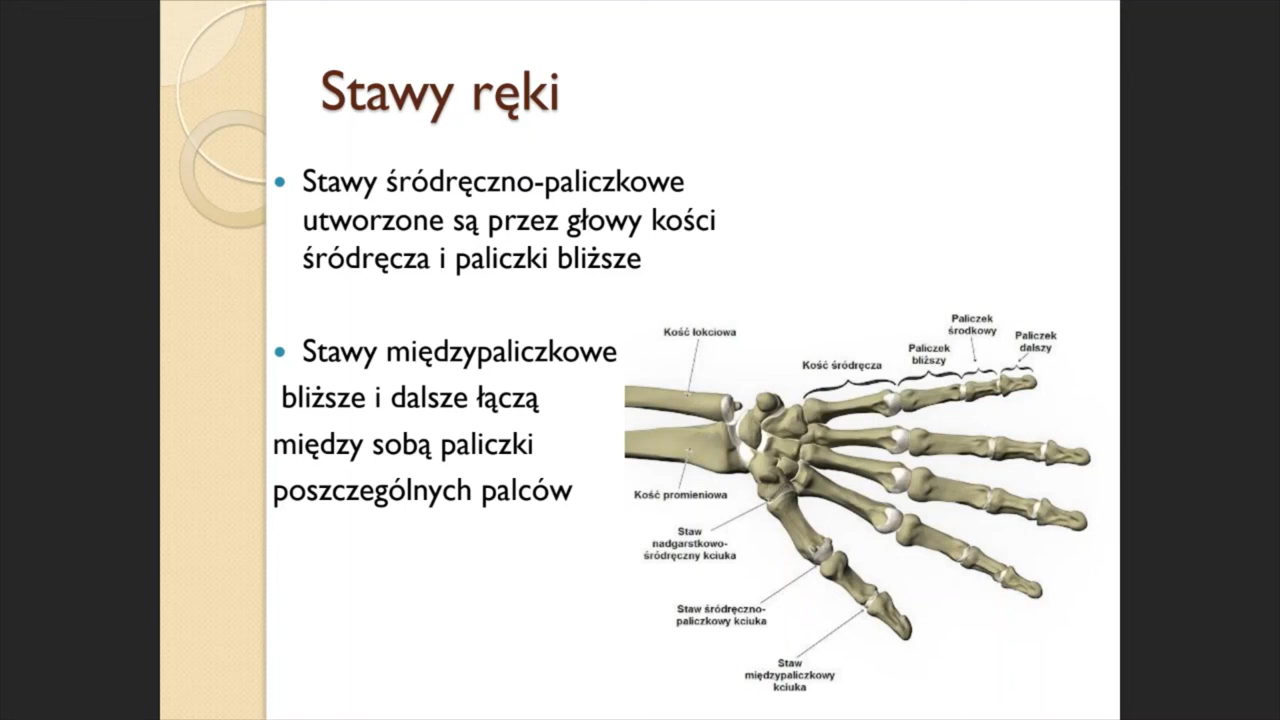 Stawy ręki
Stawy śródręczno-paliczkowe
utworzone są przez głowy kości
śródręcza i paliczki bliższe
Stawy międzypaliczkowe
bliższe i dalsze łączą
między sobą paliczki
poszczególnych palców
Kość łokciowa
Kość śródręcza
Paliczek
bliższy
Paliczek
środkowy
Paliczek
dalszy
Kość promieniowa
Staw
nadgarstkowo-
śródręczny kciuka
Staw śródręczno-
paliczkowy kciuka
Staw
międzypaliczkowy
kciuka